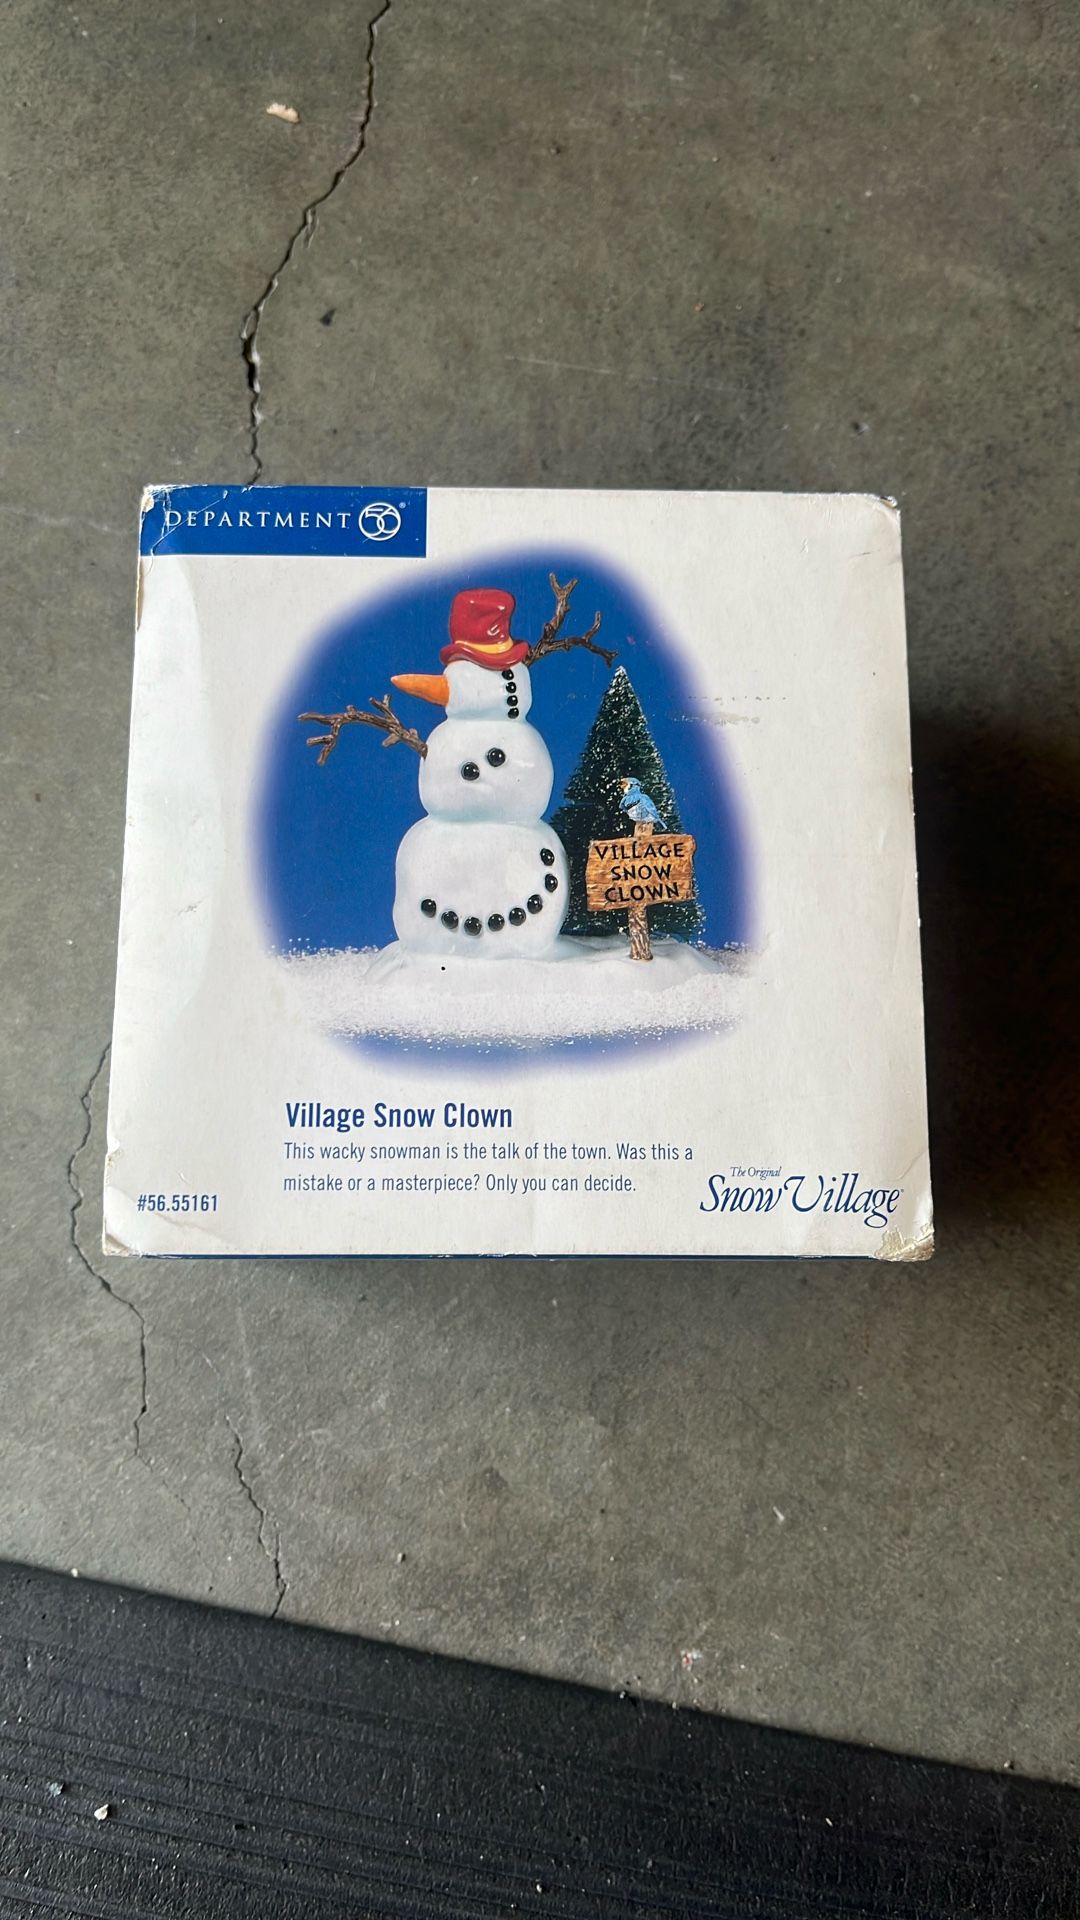 DEPARTMENT 56®
VILLAGE
SNOW
CLOWN
Village Snow Clown
This wacky snowman is the talk of the town. Was this a
mistake or a masterpiece? Only you can decide.
#56.55161
The Original
Snow Village